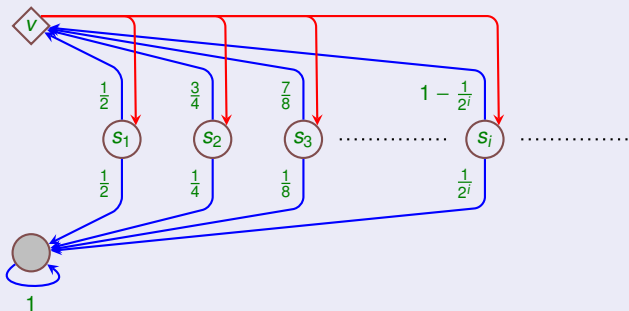 v
1/2 3/4 7/8 1 − 1/2^i
s₁ s₂ s₃ sᵢ
1/2 1/4 1/8 1/2^i
1